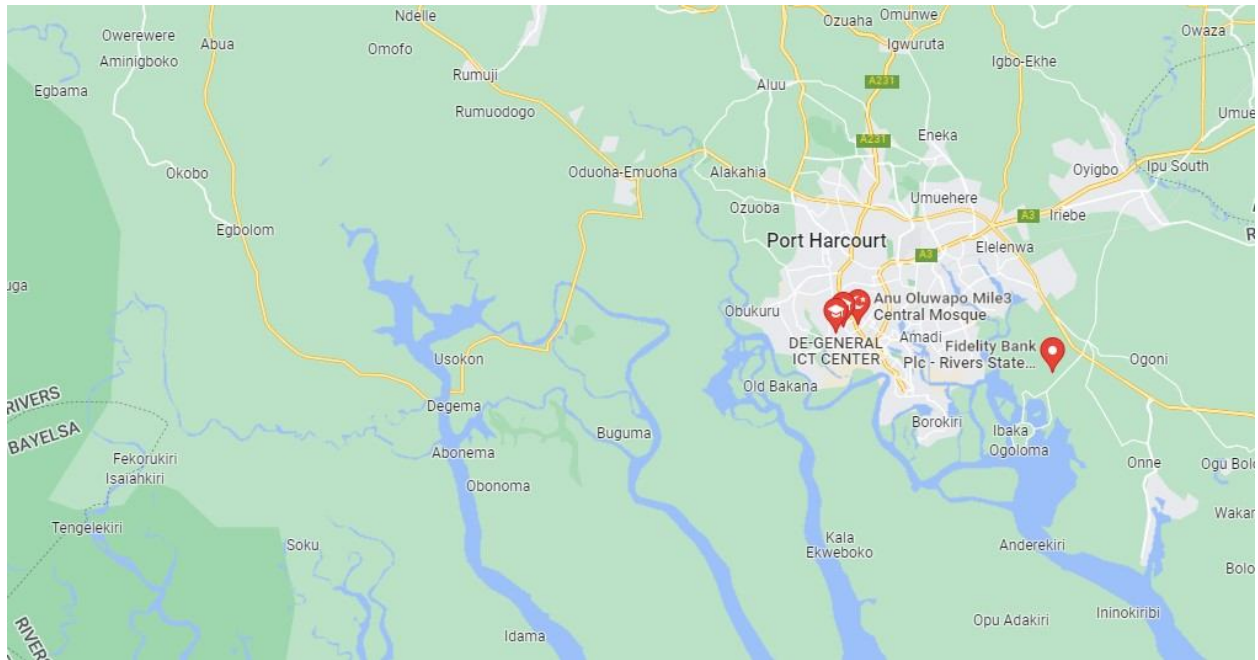 Ndelle
Ozuaha
Omunwe
Owerewere
Abua
Omofo
Igwuruta
Owaza
Aminigboko
Rumuji
Igbo-Ekhe
Egbama
Aluu
A231
Rumuodogo
Umue
Eneka
A231
Okobo
Oduoha-Emuoha
Alakahia
Oyigbo
Ipu South
Ozuoba
Umuehere
A3
Iriebe
Egbolom
Port Harcourt
R
A3
Elelenwa
uga
Anu Oluwapo Mile3
Central Mosque
Obukuru
DE-GENERAL
ICT CENTER
Amadi
Fidelity Bank
Plc - Rivers State...
Ogoni
Usokon
Old Bakana
RIVERS
BAYELSA
Degema
Buguma
Borokiri
Ibaka
Ogoloma
Abonema
Fekorukiri
Isaiahkiri
Onne
Ogu Bolo
Obonoma
Tengelekiri
Wakar
Soku
Kala
Ekweboko
Anderekiri
Bolo
Ininokiribi
Opu Adakiri
Idama
RIVERS